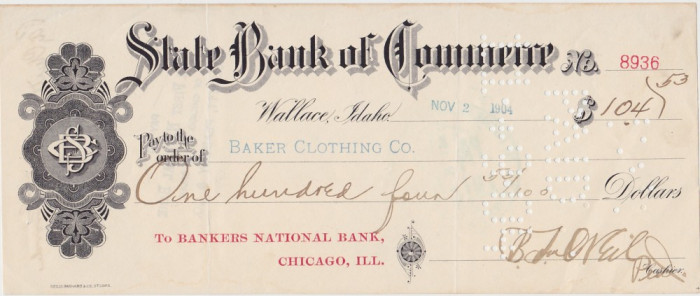 State Bank of Commerce No. 8936
Wallace, Idaho, NOV 2 1904 $ 104 53
Pay to the
order of BAKER CLOTHING CO.
One hundred four 53/100 Dollars
TO BANKERS NATIONAL BANK,
CHICAGO, ILL.
Cashier.